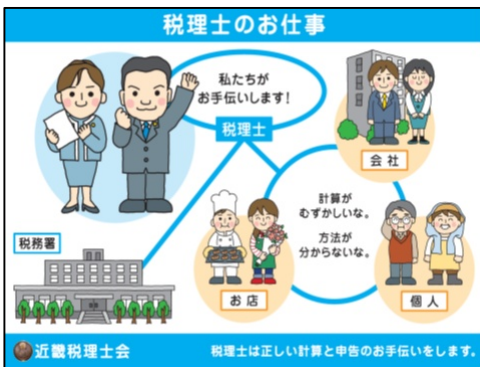 税理士のお仕事
私たちが
お手伝いします!
税理士
会社
計算が
むずかしいな。
方法が
分からないな。
税務署
お店
個人
近畿税理士会
税理士は正しい計算と申告のお手伝いをします。